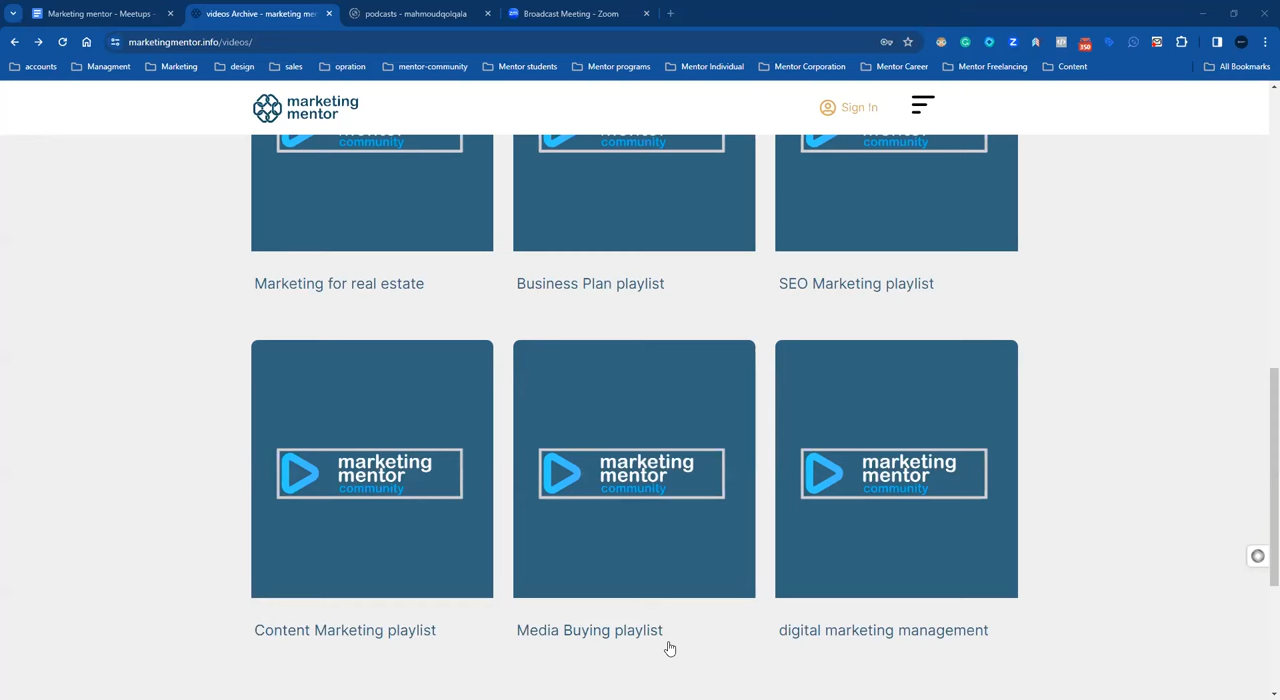 Marketing mentor - Meetups -
videos Archive - marketing mer
podcasts - mahmoudqolqala
Broadcast Meeting - Zoom
marketingmentor.info/videos/
350
accounts
Managment
Marketing
design
sales
opration
mentor-community
Mentor students
Mentor programs
Mentor Individual
Mentor Corporation
Mentor Career
Mentor Freelancing
Content
All Bookmarks
marketing
mentor
Sign In
community
community
community
Marketing for real estate
Business Plan playlist
SEO Marketing playlist
marketing
mentor
community
marketing
mentor
community
marketing
mentor
community
Content Marketing playlist
Media Buying playlist
digital marketing management